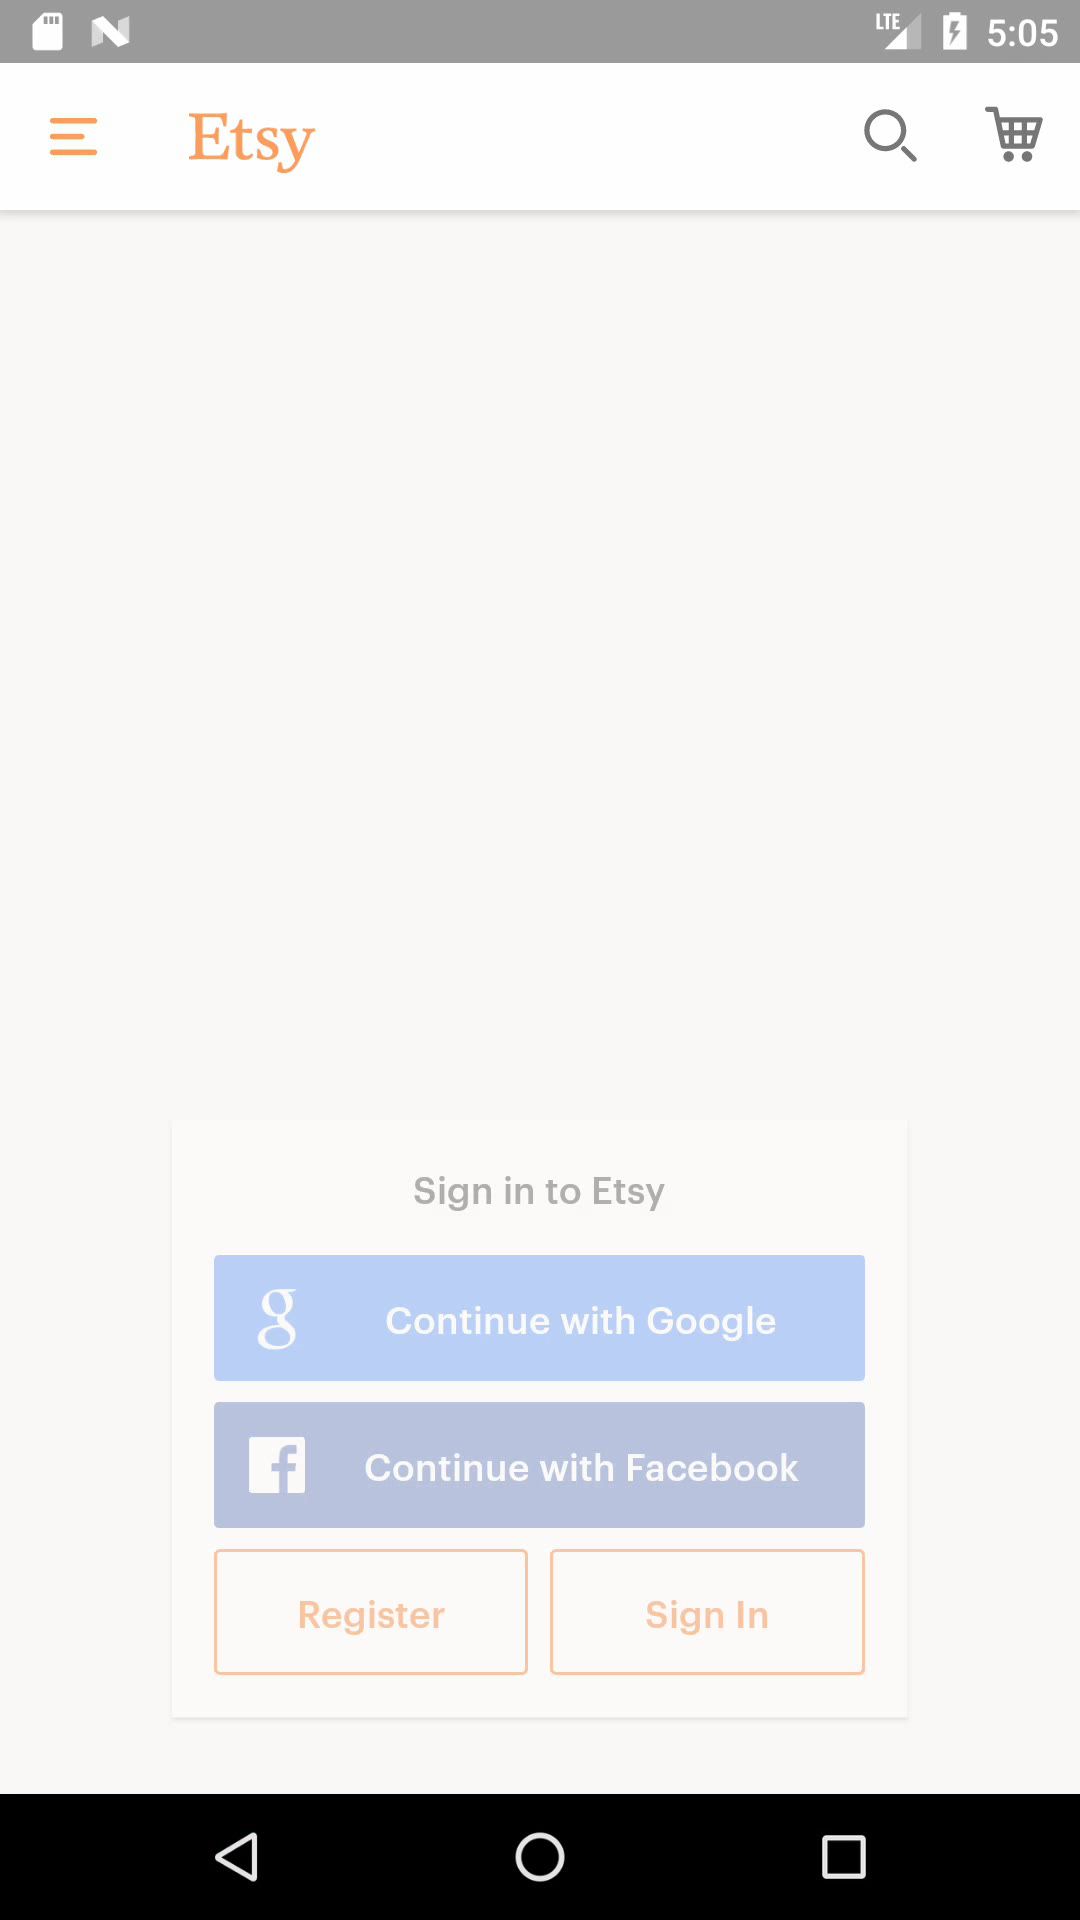 LTE 5:05
Etsy
Sign in to Etsy
g Continue with Google
f Continue with Facebook
Register Sign In